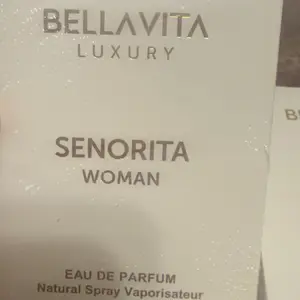 BELLAVITA
LUXURY
SENORITA
WOMAN
EAU DE PARFUM
Natural Spray Vaporisateur